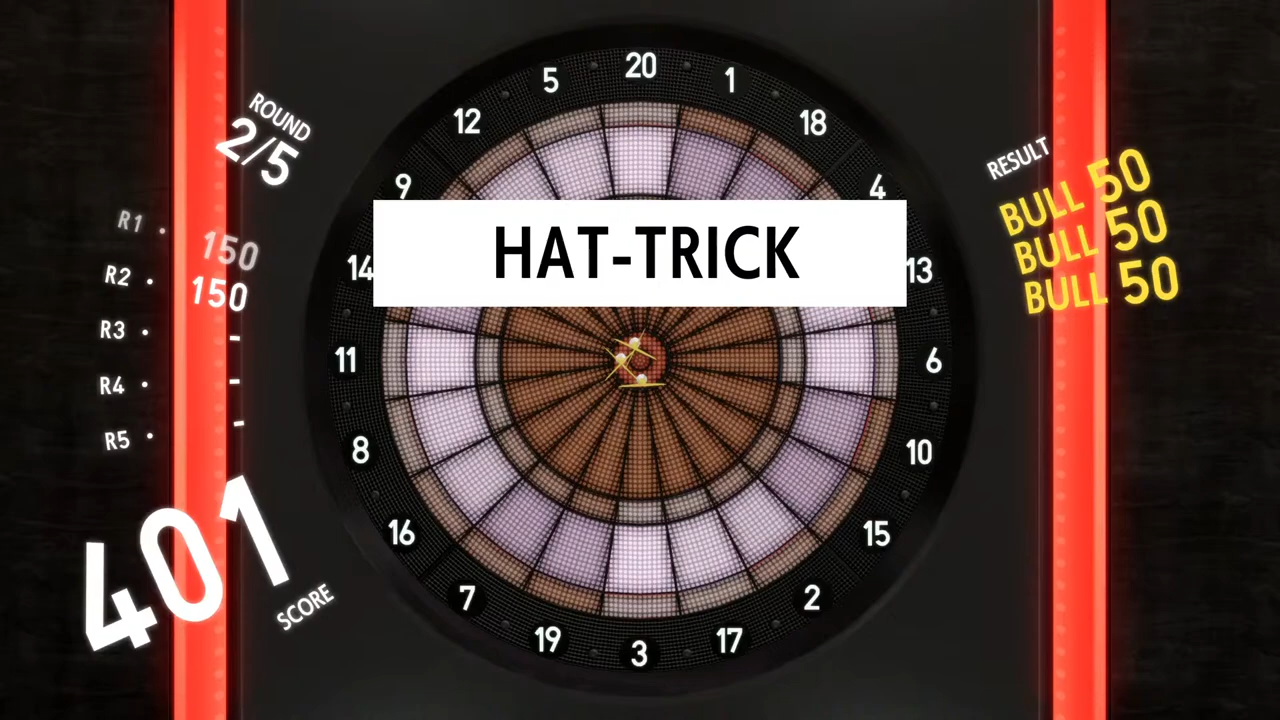 ROUND
2/5
R1 • 150
R2 • 150
R3 • -
R4 • -
R5 • -
401
SCORE
HAT-TRICK
RESULT
BULL 50
BULL 50
BULL 50
20
1
18
4
13
6
10
15
2
17
3
19
7
16
8
11
14
9
12
5